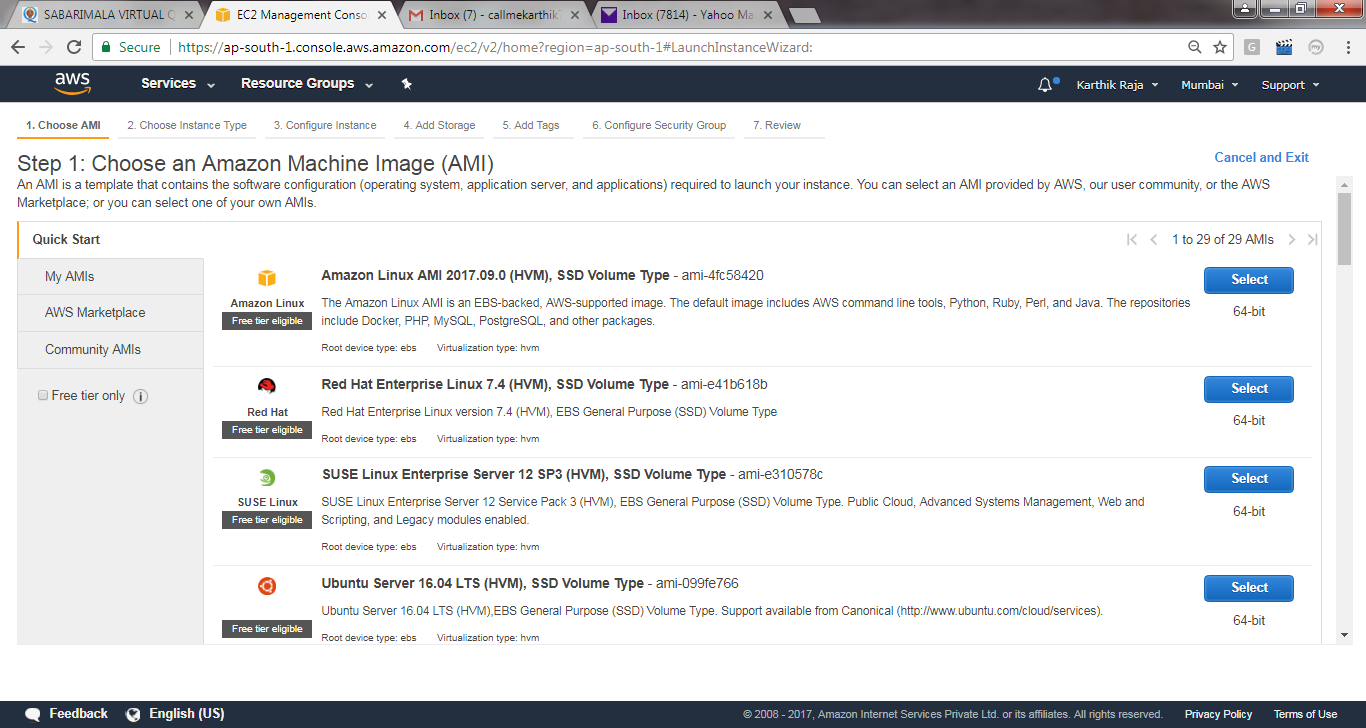 SABARIMALA VIRTUAL Q
EC2 Management Conso
Inbox (7) - callmekarthik
Inbox (7814) - Yahoo Ma
Secure https://ap-south-1.console.aws.amazon.com/ec2/v2/home?region=ap-south-1#LaunchInstanceWizard:
aws Services Resource Groups Karthik Raja Mumbai Support
1. Choose AMI 2. Choose Instance Type 3. Configure Instance 4. Add Storage 5. Add Tags 6. Configure Security Group 7. Review
Step 1: Choose an Amazon Machine Image (AMI)
Cancel and Exit
An AMI is a template that contains the software configuration (operating system, application server, and applications) required to launch your instance. You can select an AMI provided by AWS, our user community, or the AWS
Marketplace; or you can select one of your own AMIs.
Quick Start
1 to 29 of 29 AMIs
My AMIs
AWS Marketplace
Community AMIs
Free tier only
Amazon Linux
Free tier eligible
Amazon Linux AMI 2017.09.0 (HVM), SSD Volume Type - ami-4fc58420
The Amazon Linux AMI is an EBS-backed, AWS-supported image. The default image includes AWS command line tools, Python, Ruby, Perl, and Java. The repositories
include Docker, PHP, MySQL, PostgreSQL, and other packages.
Root device type: ebs Virtualization type: hvm
Select
64-bit
Red Hat
Free tier eligible
Red Hat Enterprise Linux 7.4 (HVM), SSD Volume Type - ami-e41b618b
Red Hat Enterprise Linux version 7.4 (HVM), EBS General Purpose (SSD) Volume Type
Root device type: ebs Virtualization type: hvm
Select
64-bit
SUSE Linux
Free tier eligible
SUSE Linux Enterprise Server 12 SP3 (HVM), SSD Volume Type - ami-e310578c
SUSE Linux Enterprise Server 12 Service Pack 3 (HVM), EBS General Purpose (SSD) Volume Type. Public Cloud, Advanced Systems Management, Web and
Scripting, and Legacy modules enabled.
Root device type: ebs Virtualization type: hvm
Select
64-bit
Free tier eligible
Ubuntu Server 16.04 LTS (HVM), SSD Volume Type - ami-099fe766
Ubuntu Server 16.04 LTS (HVM),EBS General Purpose (SSD) Volume Type. Support available from Canonical (http://www.ubuntu.com/cloud/services).
Root device type: ebs Virtualization type: hvm
Select
64-bit
Feedback English (US)
© 2008 - 2017, Amazon Internet Services Private Ltd. or its affiliates. All rights reserved. Privacy Policy Terms of Use